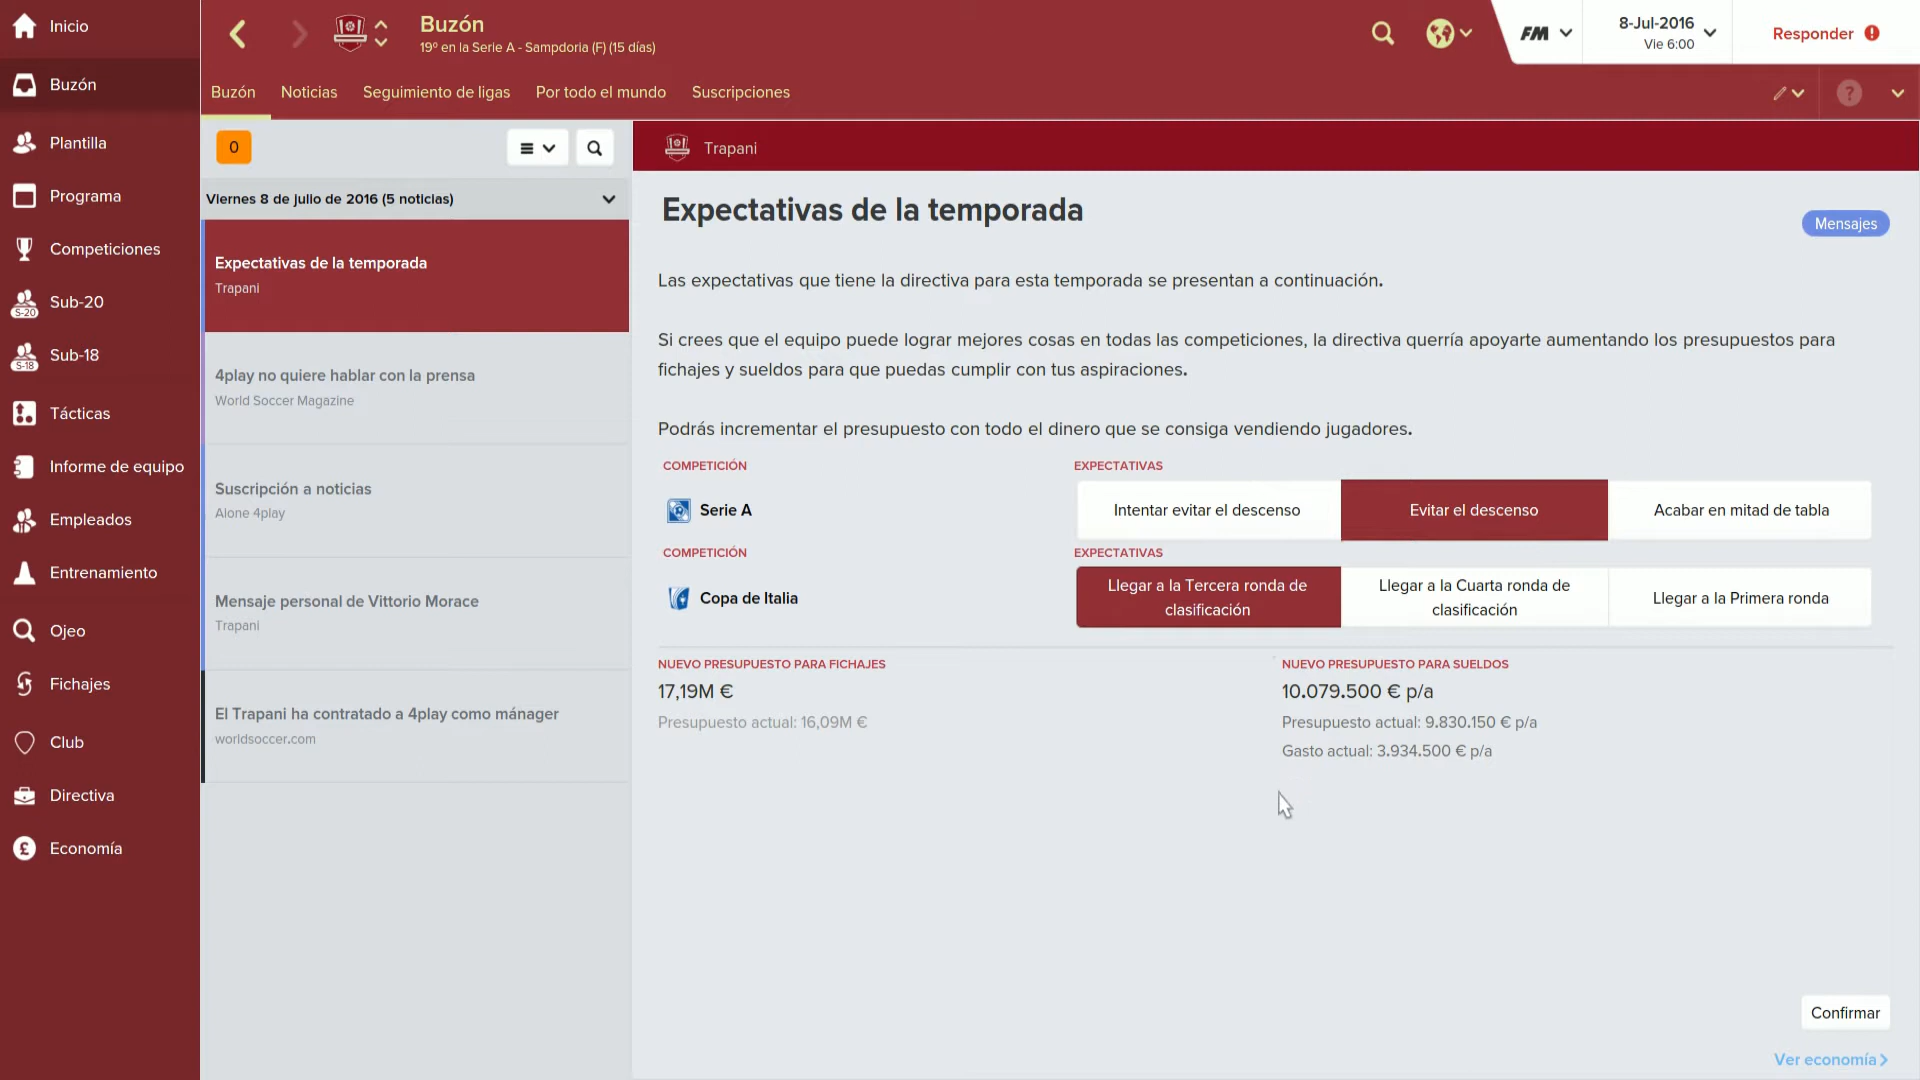 Inicio
Buzón
Plantilla
Programa
Competiciones
S-20
Sub-20
S-18
Sub-18
Tácticas
Informe de equipo
Empleados
Entrenamiento
Ojeo
Fichajes
Club
Directiva
Economía
Buzón
19º en la Serie A - Sampdoria (F) (15 días)
FM
8-Jul-2016
Vie 6:00
Responder
Buzón
Noticias
Seguimiento de ligas
Por todo el mundo
Suscripciones
?
0
Viernes 8 de julio de 2016 (5 noticias)
Expectativas de la temporada
Trapani
4play no quiere hablar con la prensa
World Soccer Magazine
Suscripción a noticias
Alone 4play
Mensaje personal de Vittorio Morace
Trapani
El Trapani ha contratado a 4play como mánager
worldsoccer.com
Trapani
Expectativas de la temporada
Mensajes
Las expectativas que tiene la directiva para esta temporada se presentan a continuación.
Si crees que el equipo puede lograr mejores cosas en todas las competiciones, la directiva querría apoyarte aumentando los presupuestos para
fichajes y sueldos para que puedas cumplir con tus aspiraciones.
Podrás incrementar el presupuesto con todo el dinero que se consiga vendiendo jugadores.
COMPETICIÓN
EXPECTATIVAS
Serie A
Intentar evitar el descenso
Evitar el descenso
Acabar en mitad de tabla
COMPETICIÓN
EXPECTATIVAS
Copa de Italia
Llegar a la Tercera ronda de
clasificación
Llegar a la Cuarta ronda de
clasificación
Llegar a la Primera ronda
NUEVO PRESUPUESTO PARA FICHAJES
17,19M €
Presupuesto actual: 16,09M €
NUEVO PRESUPUESTO PARA SUELDOS
10.079.500 € p/a
Presupuesto actual: 9.830.150 € p/a
Gasto actual: 3.934.500 € p/a
Confirmar
Ver economía